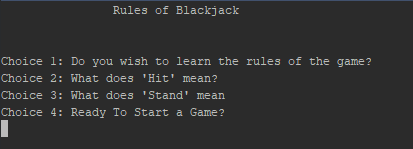 Rules of Blackjack
Choice 1: Do you wish to learn the rules of the game?
Choice 2: What does 'Hit' mean?
Choice 3: What does 'Stand' mean
Choice 4: Ready To Start a Game?